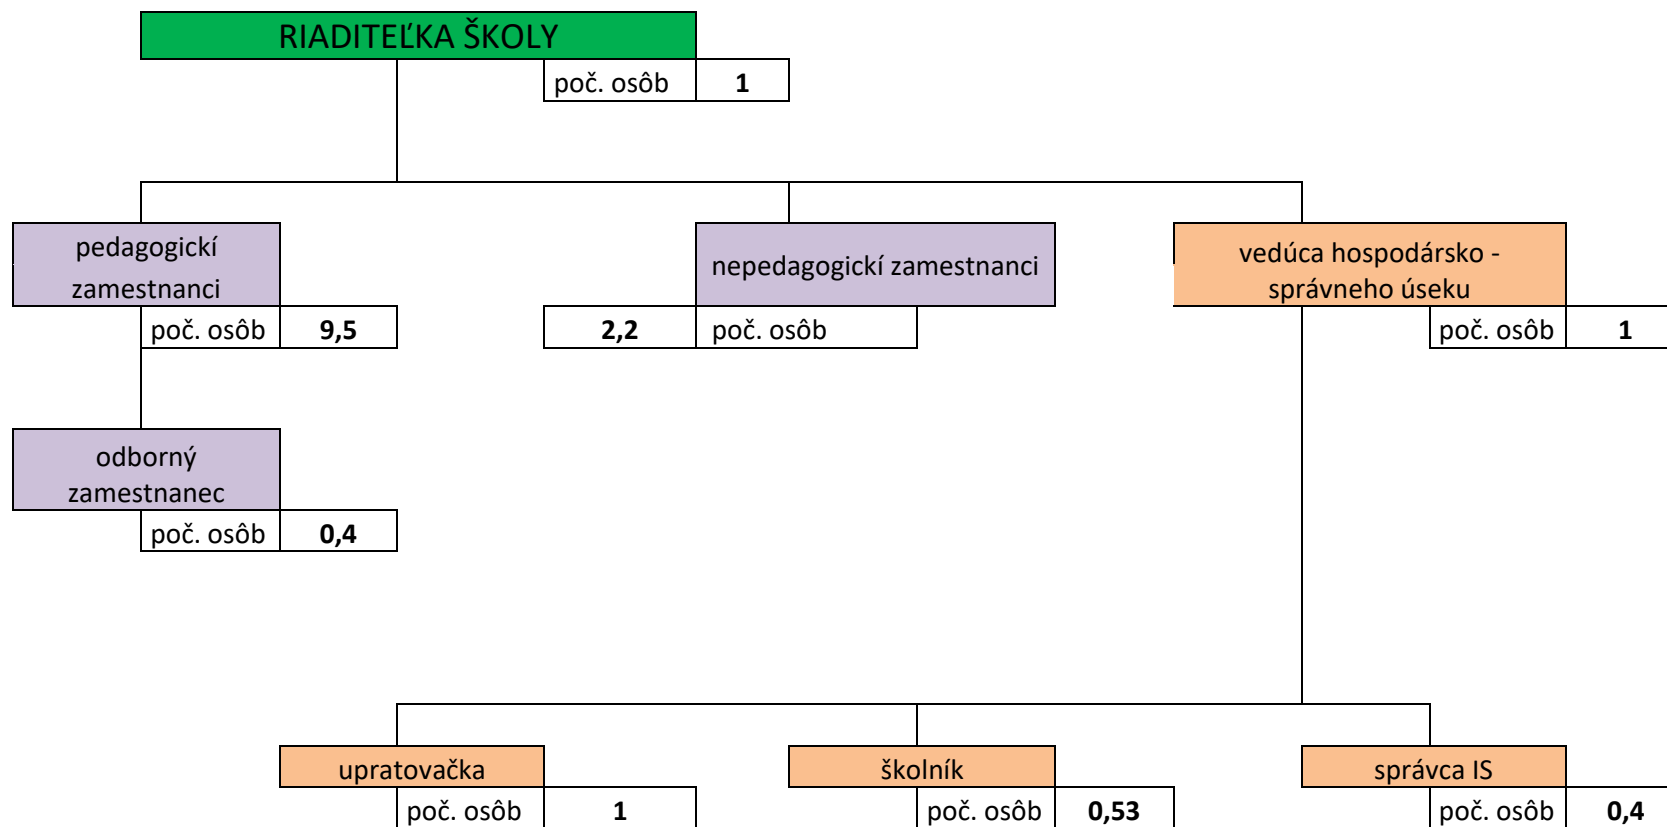 RIADITEĽKA ŠKOLY
poč. osôb 1
pedagogickí
zamestnanci
poč. osôb 9,5
nepedagogickí zamestnanci
2,2 poč. osôb
vedúca hospodársko -
správneho úseku
poč. osôb 1
odborný
zamestnanec
poč. osôb 0,4
upratovačka
poč. osôb 1
školník
poč. osôb 0,53
správca IS
poč. osôb 0,4